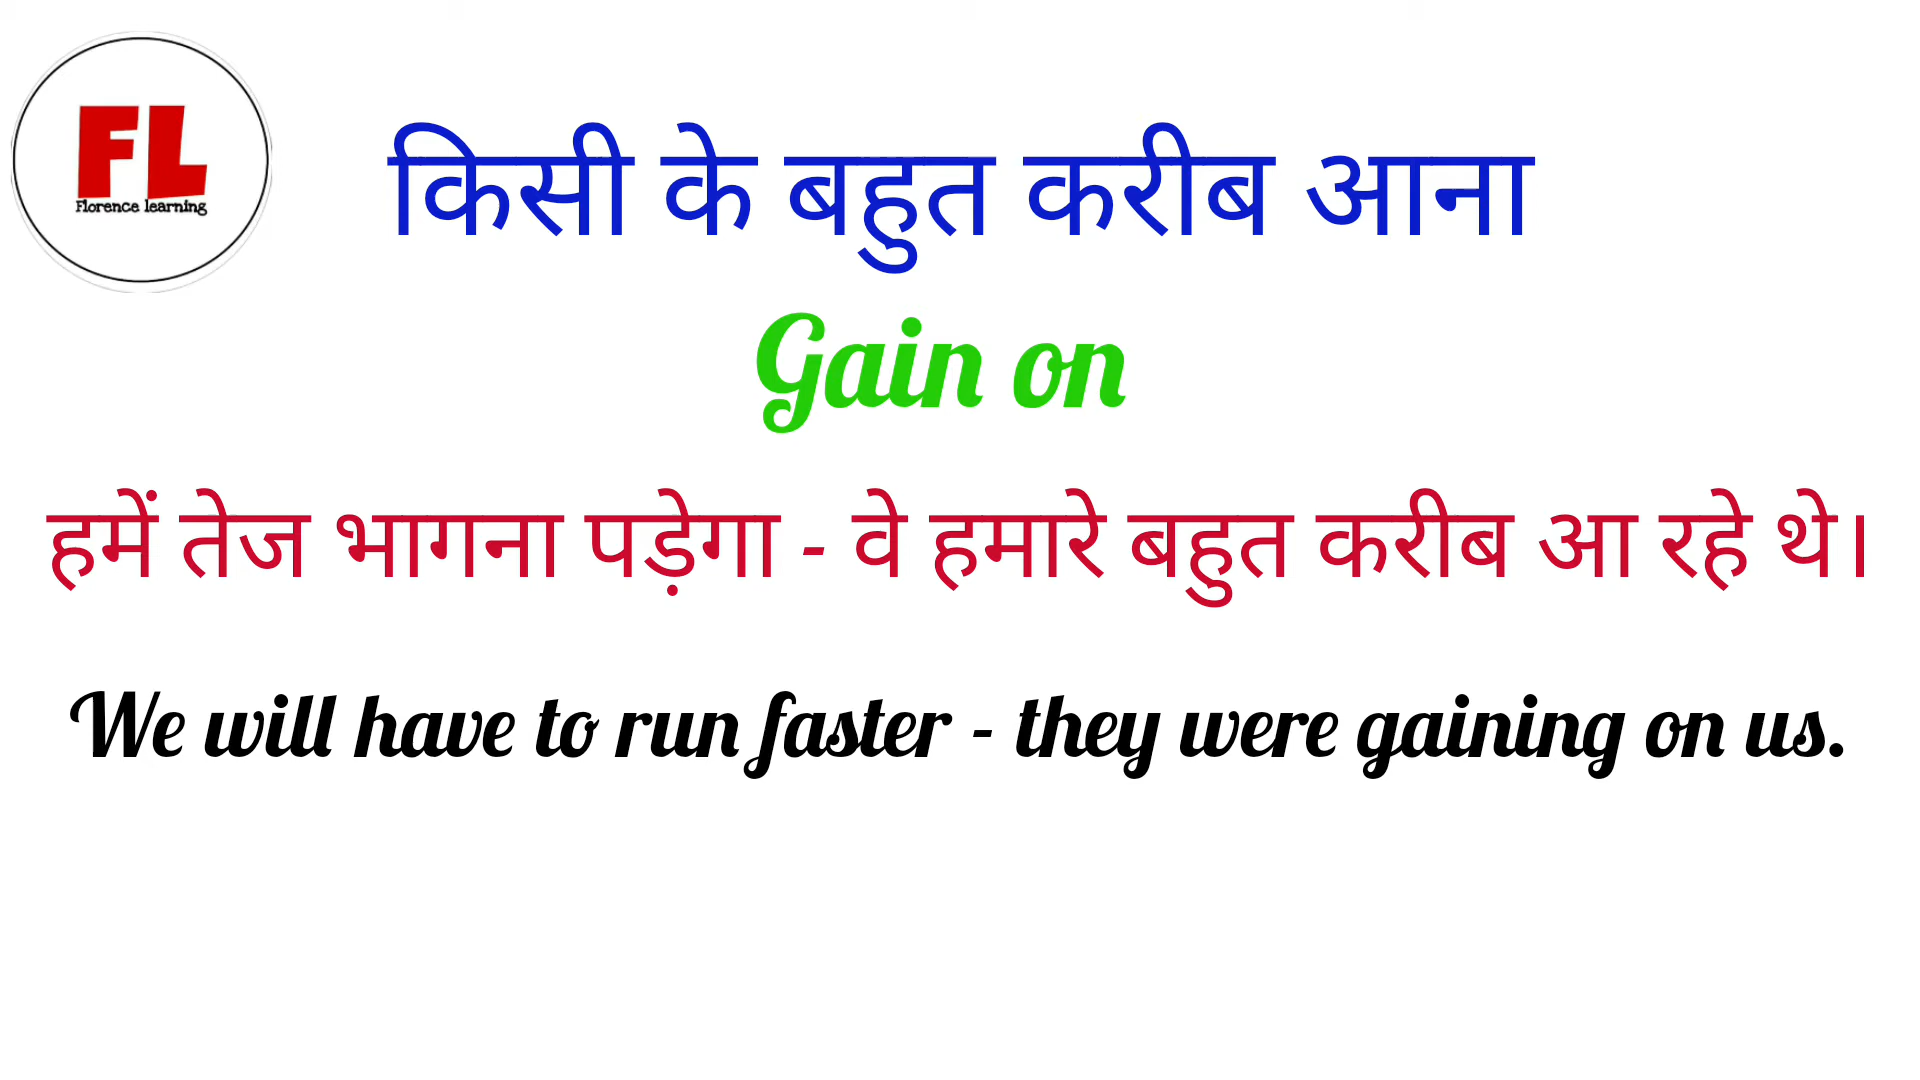 FL
Florence learning
किसी के बहुत करीब आना
Gain on
हमें तेज भागना पड़ेगा - वे हमारे बहुत करीब आ रहे थे।
We will have to run faster - they were gaining on us.